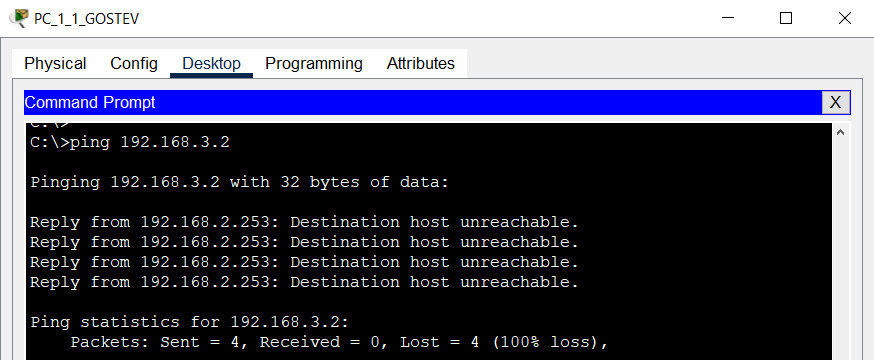 PC_1_1_GOSTEV
Physical Config Desktop Programming Attributes
Command Prompt X
C:\>
C:\>ping 192.168.3.2
Pinging 192.168.3.2 with 32 bytes of data:
Reply from 192.168.2.253: Destination host unreachable.
Reply from 192.168.2.253: Destination host unreachable.
Reply from 192.168.2.253: Destination host unreachable.
Reply from 192.168.2.253: Destination host unreachable.
Ping statistics for 192.168.3.2:
Packets: Sent = 4, Received = 0, Lost = 4 (100% loss),